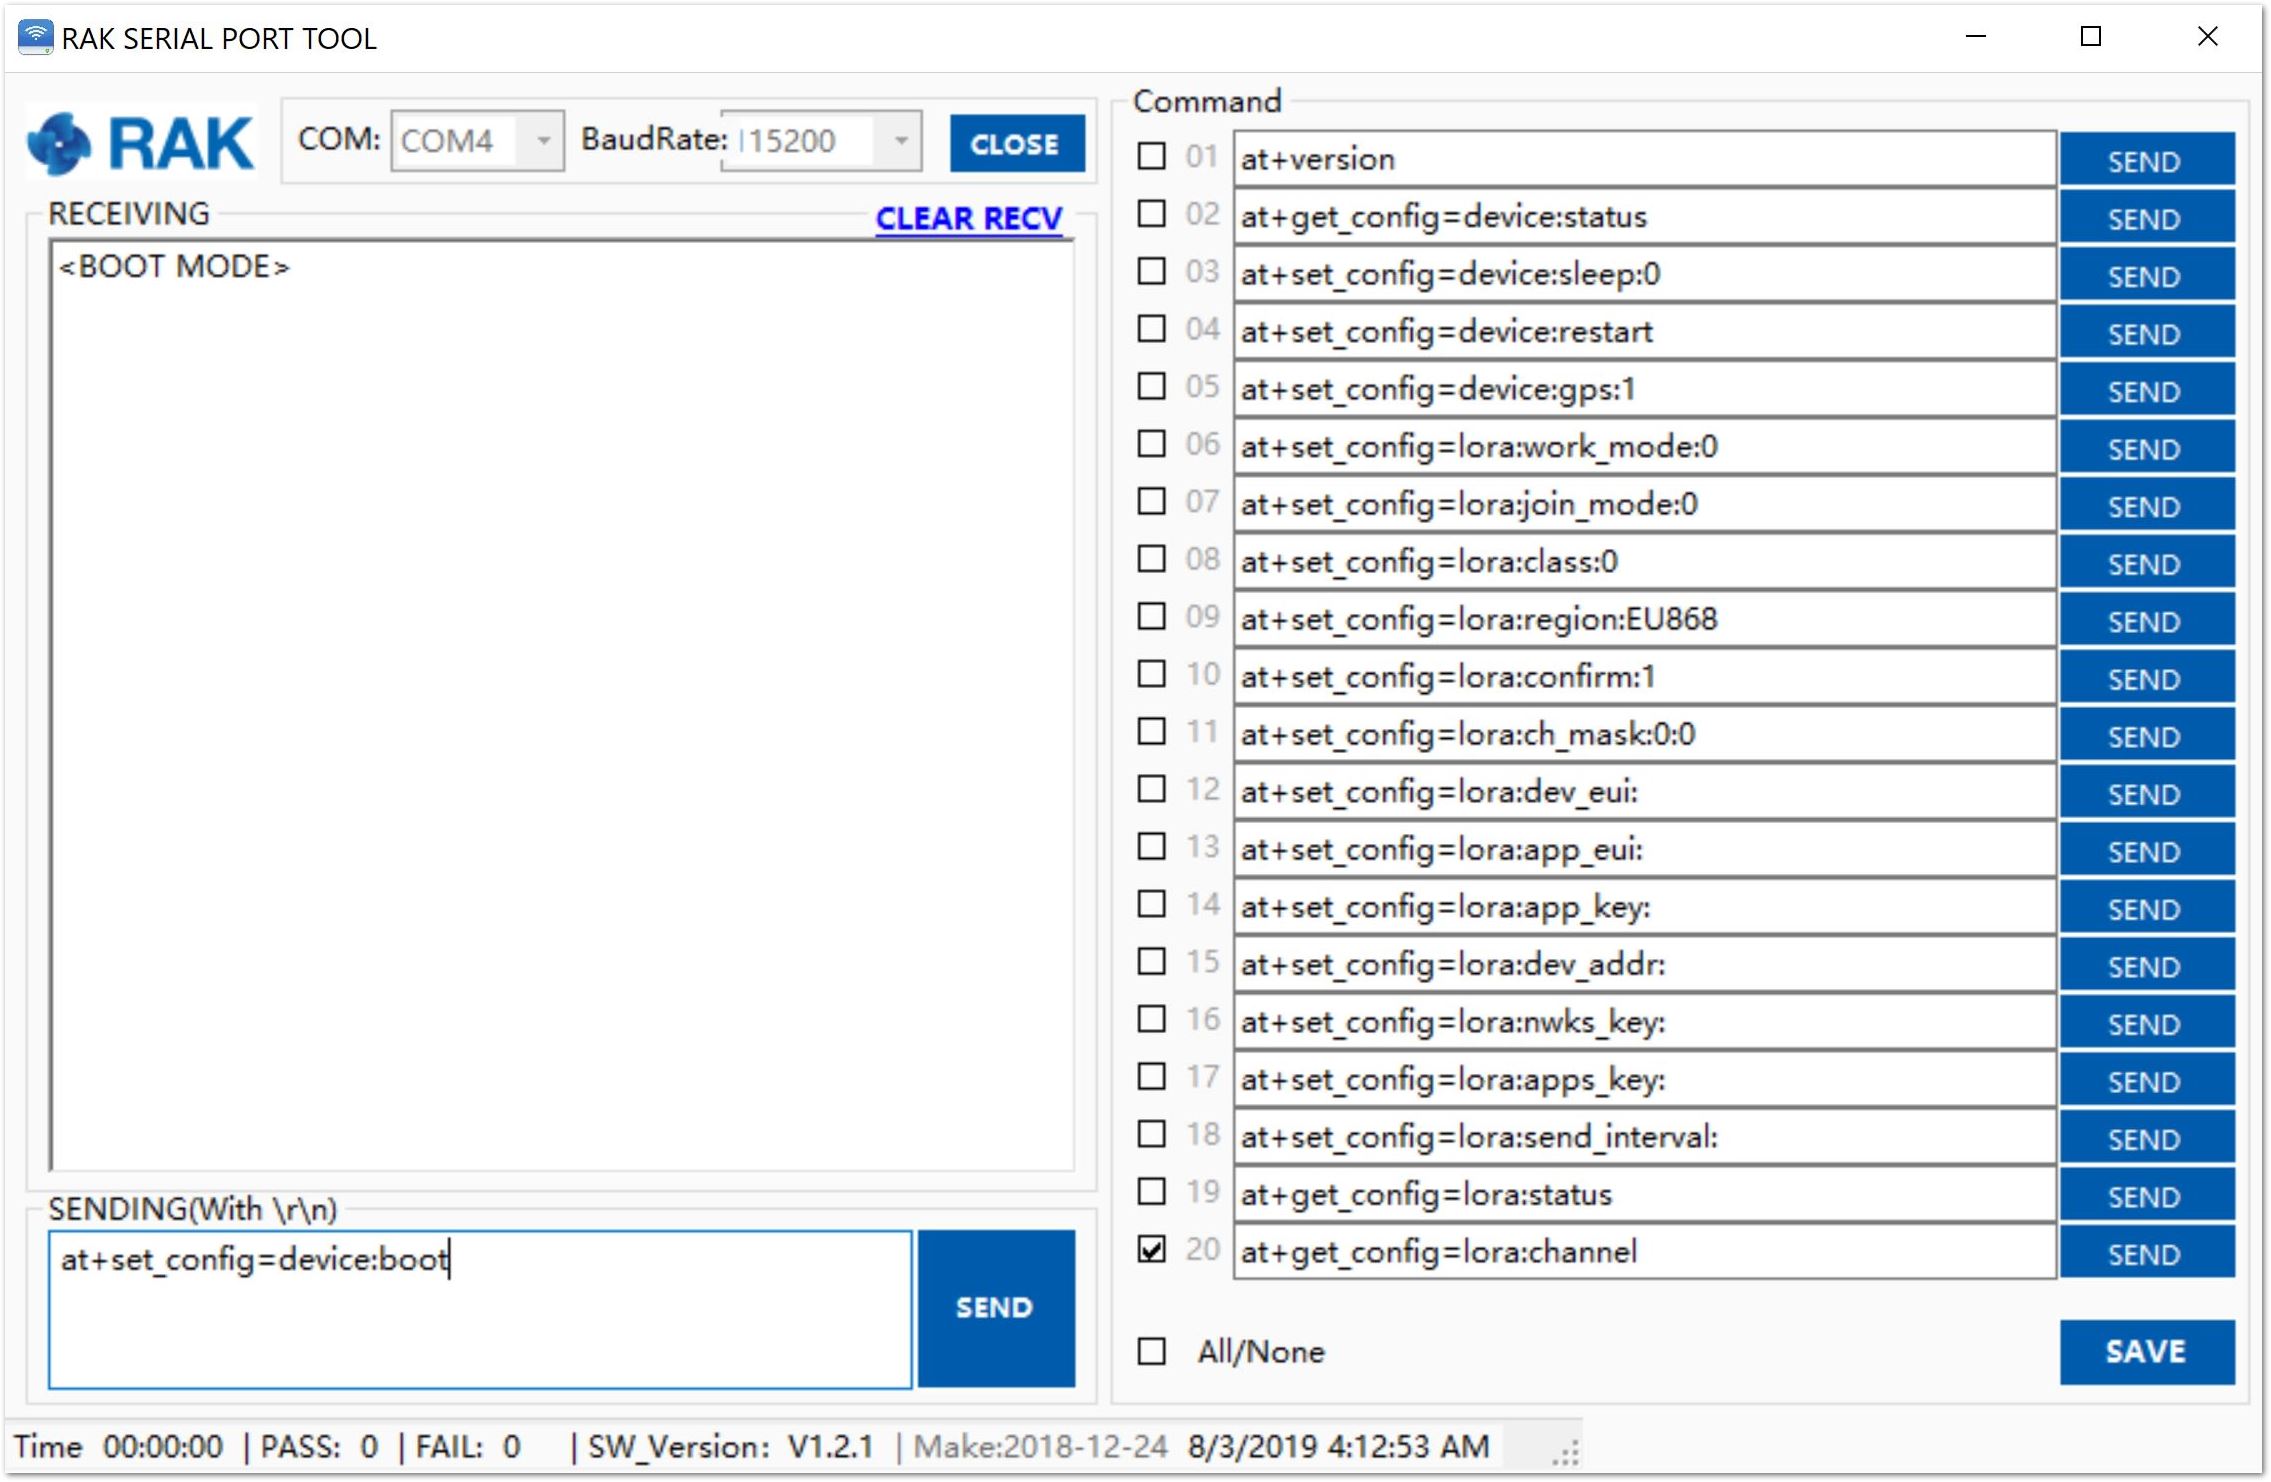 RAK SERIAL PORT TOOL
RAK
COM: COM4 BaudRate: 115200 CLOSE
RECEIVING CLEAR RECV
<BOOT MODE>
SENDING(With \r\n)
at+set_config=device:boot
SEND
Command
01 at+version SEND
02 at+get_config=device:status SEND
03 at+set_config=device:sleep:0 SEND
04 at+set_config=device:restart SEND
05 at+set_config=device:gps:1 SEND
06 at+set_config=lora:work_mode:0 SEND
07 at+set_config=lora:join_mode:0 SEND
08 at+set_config=lora:class:0 SEND
09 at+set_config=lora:region:EU868 SEND
10 at+set_config=lora:confirm:1 SEND
11 at+set_config=lora:ch_mask:0:0 SEND
12 at+set_config=lora:dev_eui: SEND
13 at+set_config=lora:app_eui: SEND
14 at+set_config=lora:app_key: SEND
15 at+set_config=lora:dev_addr: SEND
16 at+set_config=lora:nwks_key: SEND
17 at+set_config=lora:apps_key: SEND
18 at+set_config=lora:send_interval: SEND
19 at+get_config=lora:status SEND
20 at+get_config=lora:channel SEND
All/None SAVE
Time 00:00:00 | PASS: 0 | FAIL: 0 | SW_Version: V1.2.1 | Make:2018-12-24 8/3/2019 4:12:53 AM